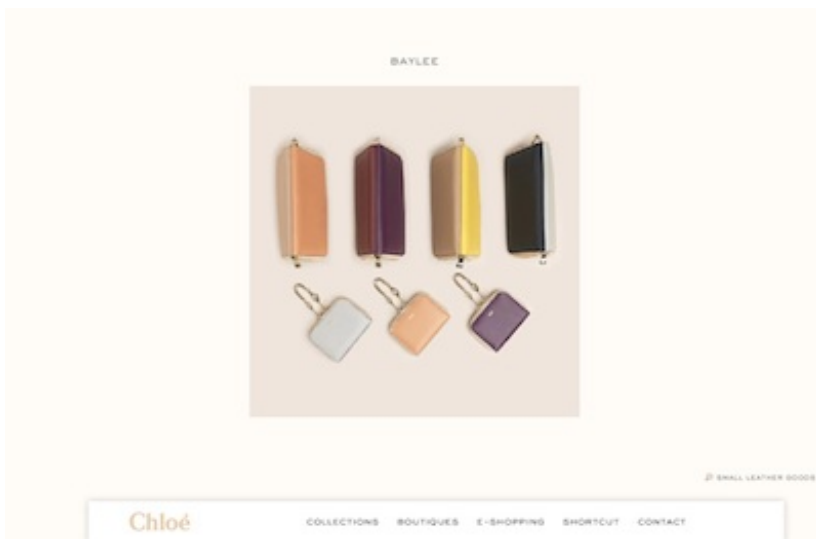 BAYLEE
SMALL LEATHER GOODS
Chloé
COLLECTIONS BOUTIQUES E-SHOPPING SHORTCUT CONTACT